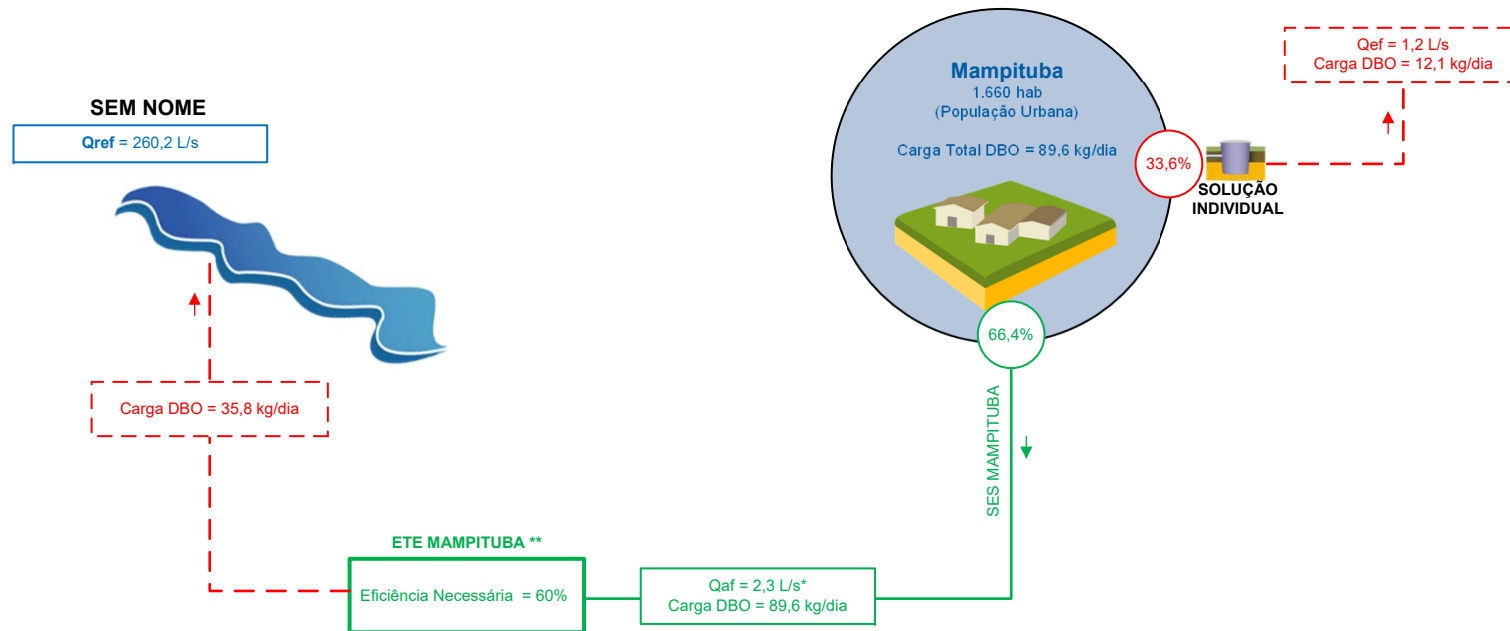 SEM NOME
Qref = 260,2 L/s
Carga DBO = 35,8 kg/dia
Mampituba
1.660 hab
(População Urbana)
Carga Total DBO = 89,6 kg/dia
33,6%
SOLUÇÃO
INDIVIDUAL
Qef = 1,2 L/s
Carga DBO = 12,1 kg/dia
66,4%
SES MAMPITUBA
ETE MAMPITUBA **
Eficiência Necessária = 60%
Qaf = 2,3 L/s*
Carga DBO = 89,6 kg/dia